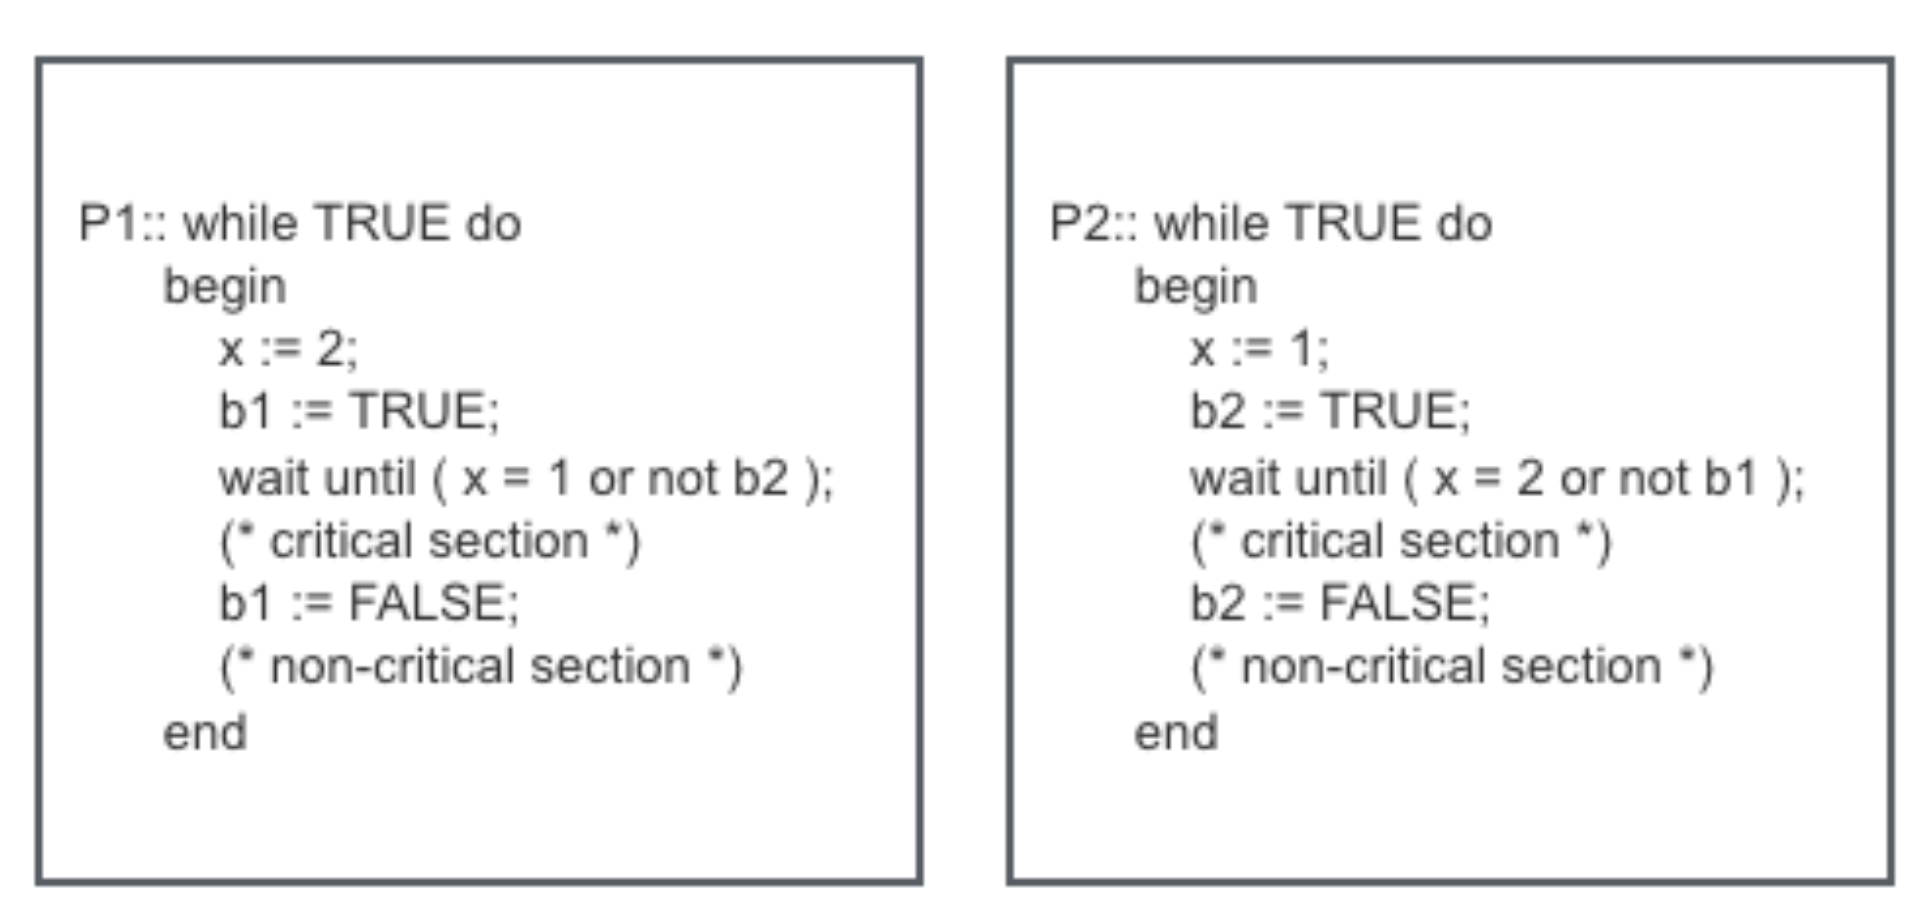 P1:: while TRUE do
begin
x := 2;
b1 := TRUE;
wait until ( x = 1 or not b2 );
(* critical section *)
b1 := FALSE;
(* non-critical section *)
end
P2:: while TRUE do
begin
x := 1;
b2 := TRUE;
wait until ( x = 2 or not b1 );
(* critical section *)
b2 := FALSE;
(* non-critical section *)
end